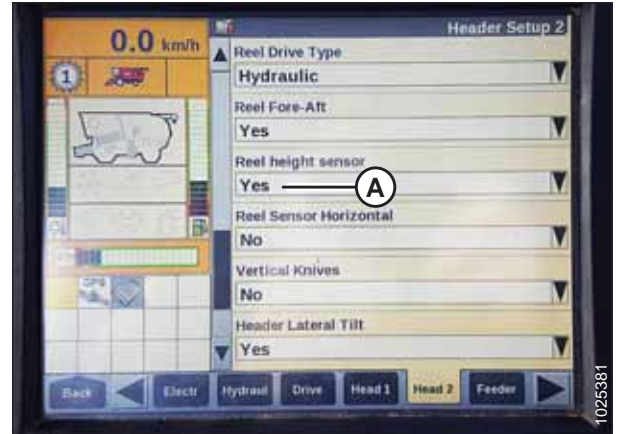 0.0 km/h
Header Setup 2
1
Reel Drive Type
Hydraulic
Reel Fore-Aft
Yes
Reel height sensor
Yes
A
Reel Sensor Horizontal
No
Vertical Knives
No
Header Lateral Tilt
Yes
Back
Electr
Hydraul
Drive
Head 1
Head 2
Feeder
1025381